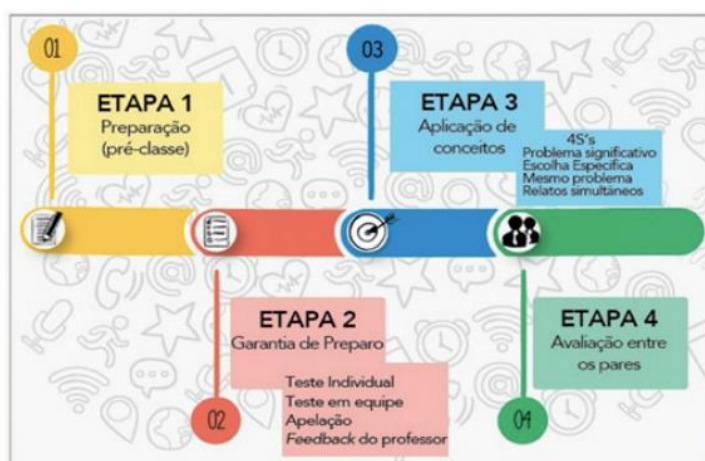 01
ETAPA 1
Preparação
(pré-classe)
03
ETAPA 3
Aplicação de
conceitos
4S's
Problema significativo
Escolha Específica
Mesmo problema
Relatos simultâneos
ETAPA 2
Garantia de Preparo
Teste Individual
Teste em equipe
Apelação
Feedback do professor
02
ETAPA 4
Avaliação entre
os pares
04